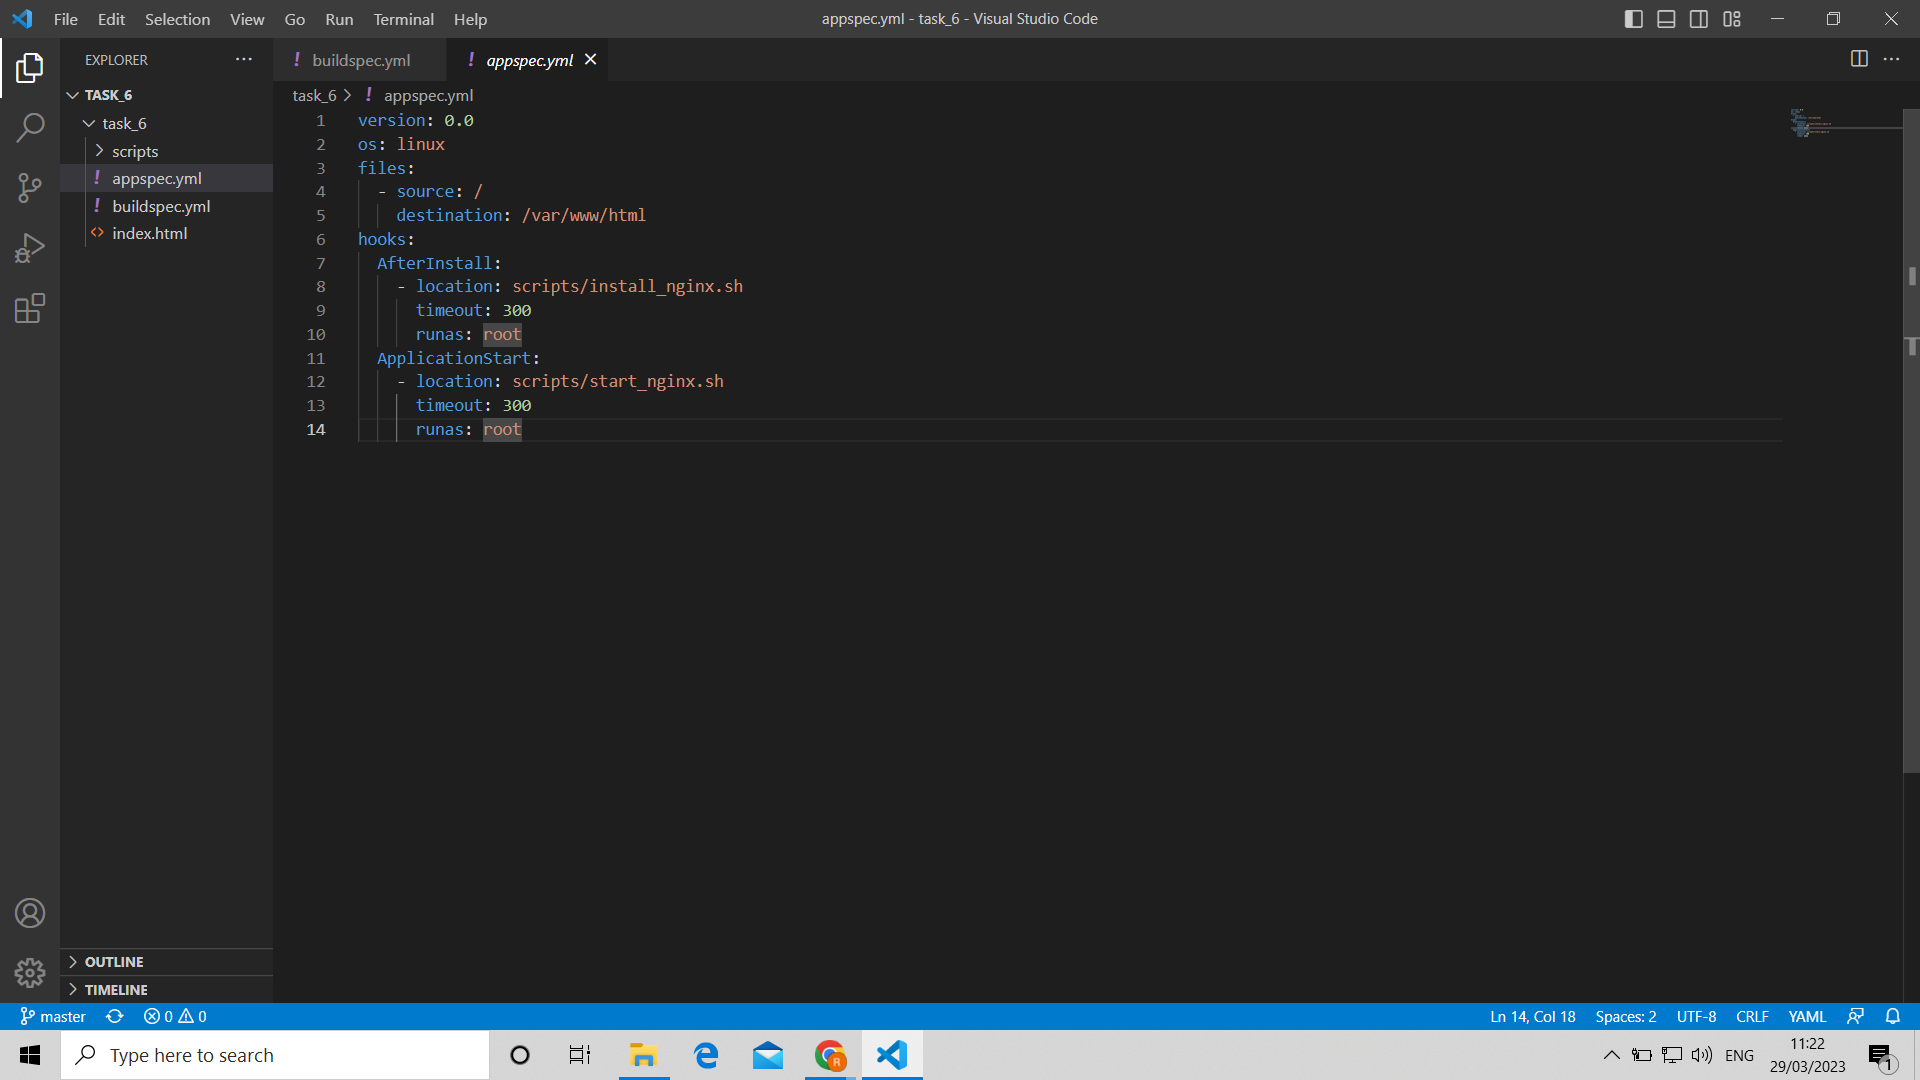 File Edit Selection View Go Run Terminal Help
appspec.yml - task_6 - Visual Studio Code
EXPLORER
TASK_6
task_6
scripts
appspec.yml
buildspec.yml
index.html
OUTLINE
TIMELINE
buildspec.yml
appspec.yml
task_6 > appspec.yml
1 version: 0.0
2 os: linux
3 files:
4 - source: /
5 destination: /var/www/html
6 hooks:
7 AfterInstall:
8 - location: scripts/install_nginx.sh
9 timeout: 300
10 runas: root
11 ApplicationStart:
12 - location: scripts/start_nginx.sh
13 timeout: 300
14 runas: root
master 0 0
Ln 14, Col 18 Spaces: 2 UTF-8 CRLF YAML
Type here to search
ENG
11:22
29/03/2023
1